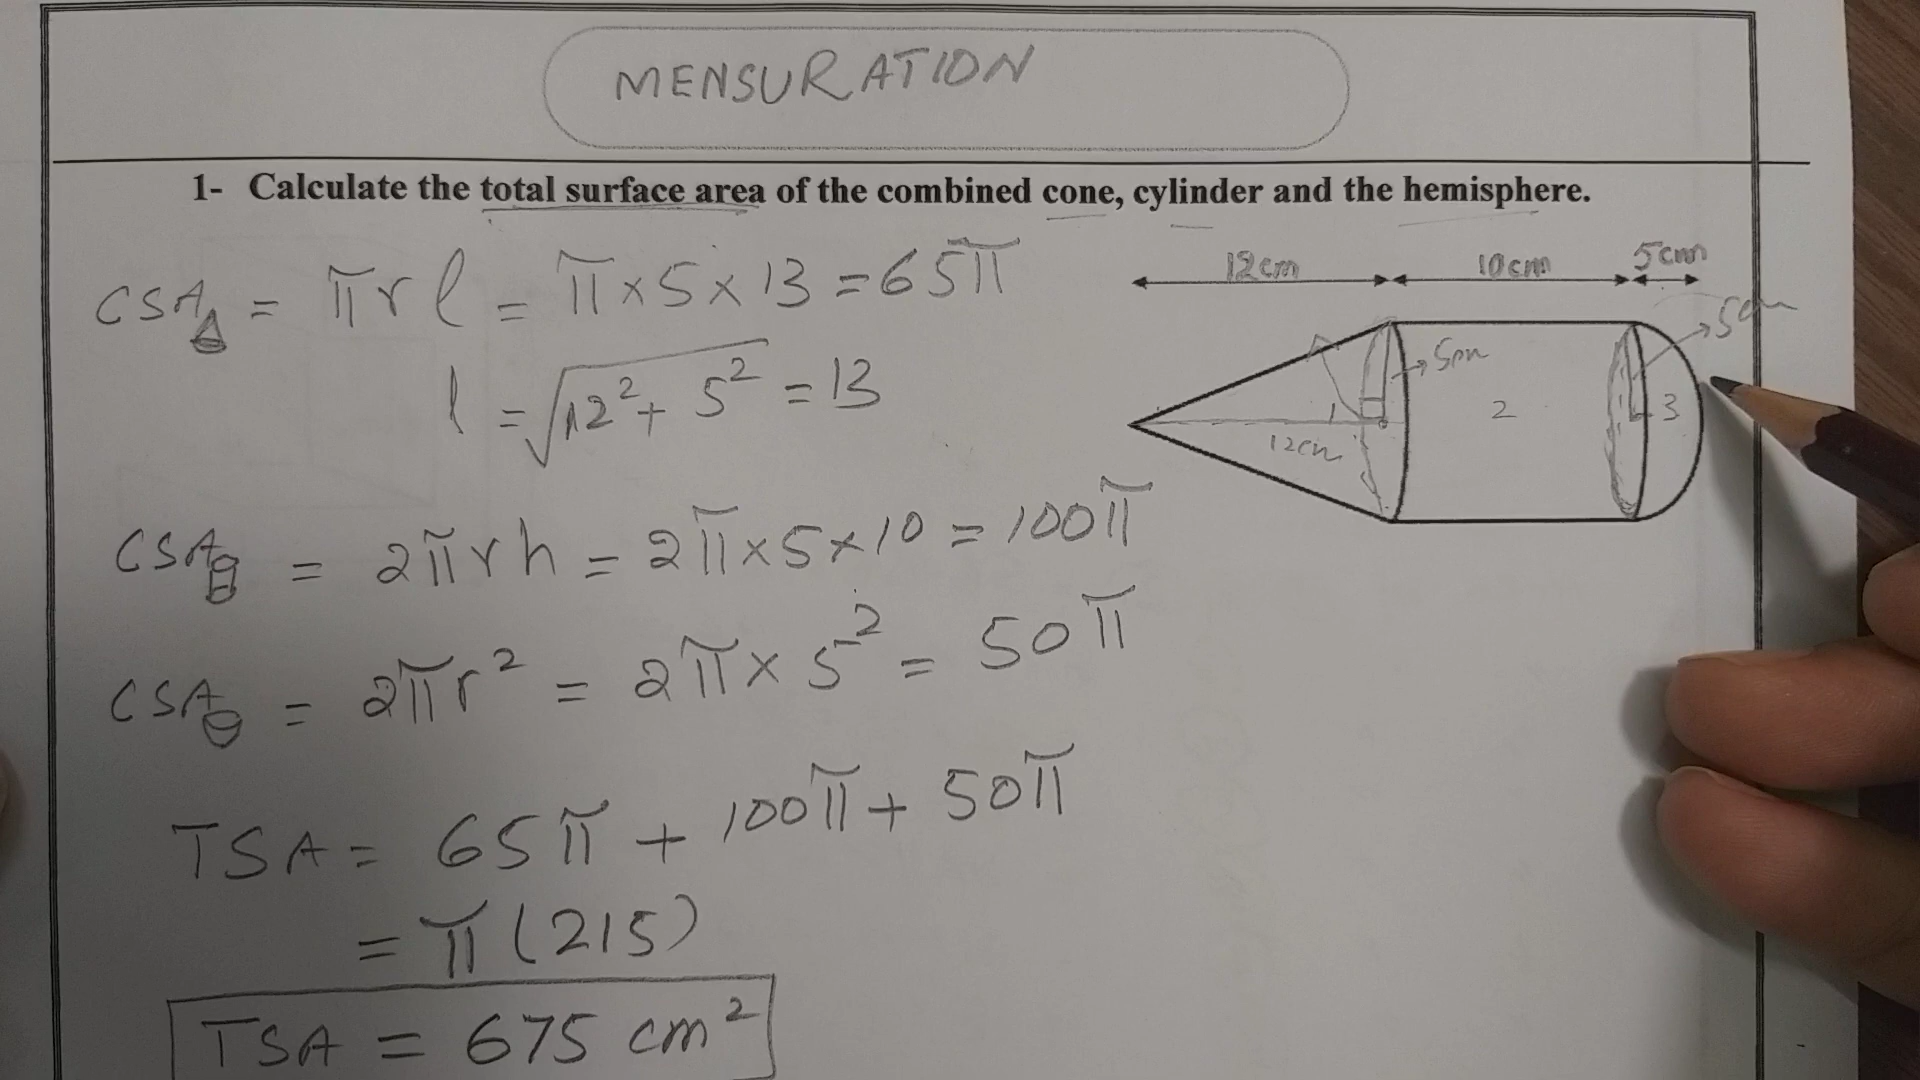 MENSURATION
1- Calculate the total surface area of the combined cone, cylinder and the hemisphere.
12cm 10cm 5cm
5cm
5cm
2
3
12cm
CSA = πrl = π×5×13 = 65π
l = √12²+ 5² = 13
CSA = 2πrh = 2π×5×10 = 100π
CSA = 2πr² = 2π×5² = 50π
TSA = 65π + 100π + 50π
= π(215)
TSA = 675 cm²